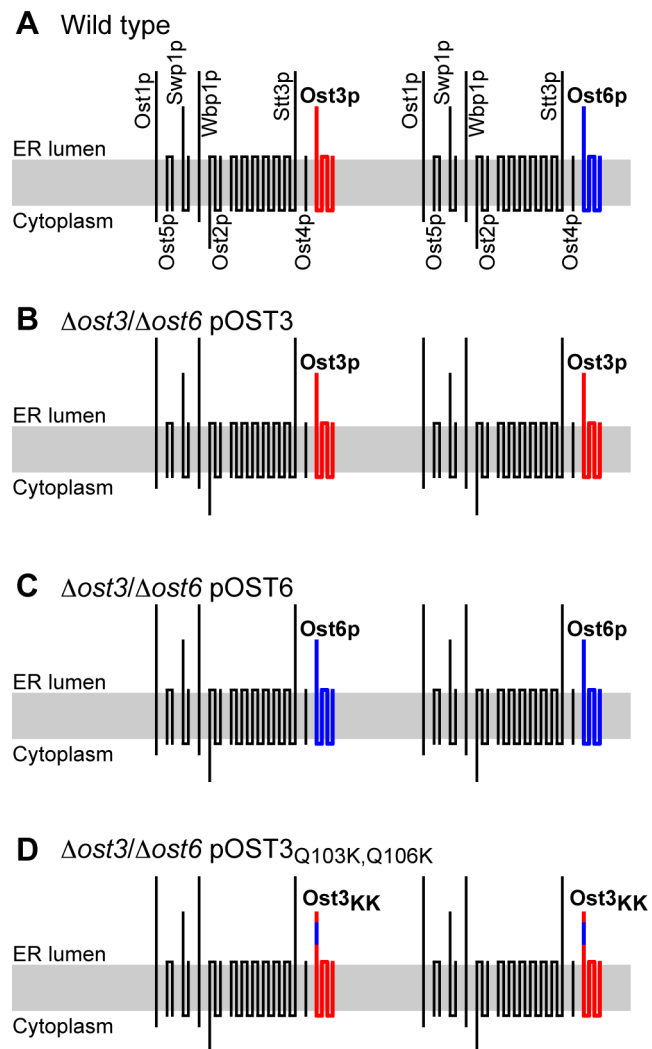 A Wild type
Ost1p
Swp1p
Wbp1p
Stt3p
Ost3p
Ost1p
Swp1p
Wbp1p
Stt3p
Ost6p
ER lumen
Cytoplasm
Ost5p
Ost2p
Ost4p
Ost5p
Ost2p
Ost4p
B Δost3/Δost6 pOST3
Ost3p
Ost3p
ER lumen
Cytoplasm
C Δost3/Δost6 pOST6
Ost6p
Ost6p
ER lumen
Cytoplasm
D Δost3/Δost6 pOST3Q103K,Q106K
Ost3KK
Ost3KK
ER lumen
Cytoplasm